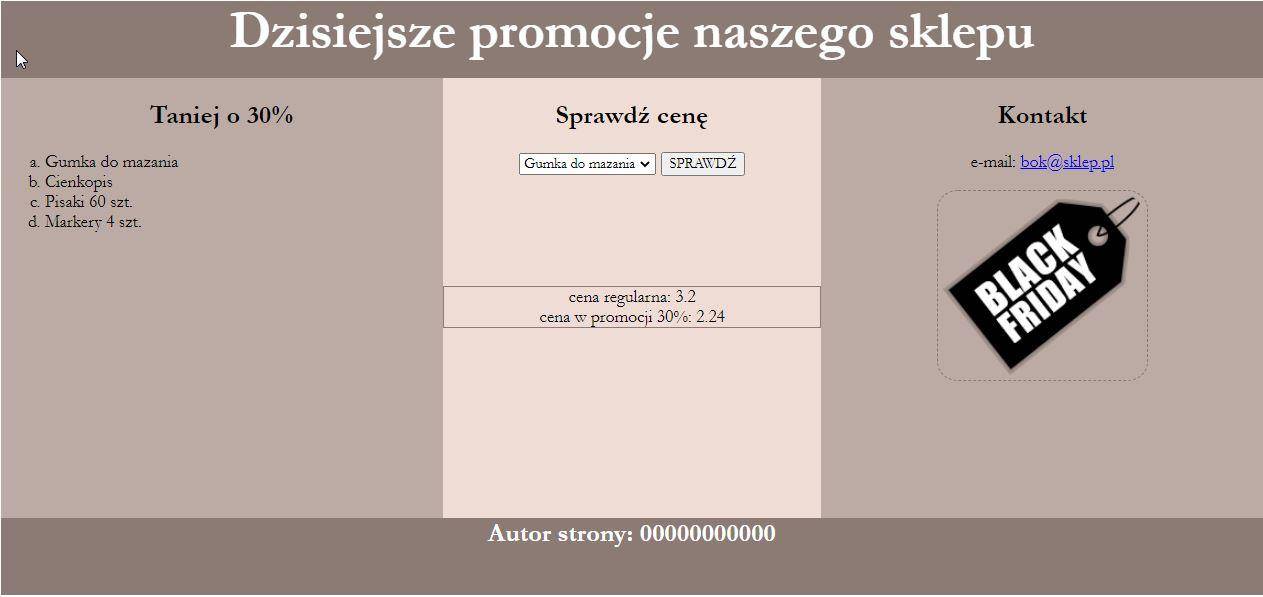 Dzisiejsze promocje naszego sklepu
Taniej o 30%
a. Gumka do mazania
b. Cienkopis
c. Pisaki 60 szt.
d. Markery 4 szt.
Sprawdź cenę
Gumka do mazania SPRAWDŹ
cena regularna: 3.2
cena w promocji 30%: 2.24
Kontakt
e-mail: bok@sklep.pl
BLACK
FRIDAY
Autor strony: 00000000000